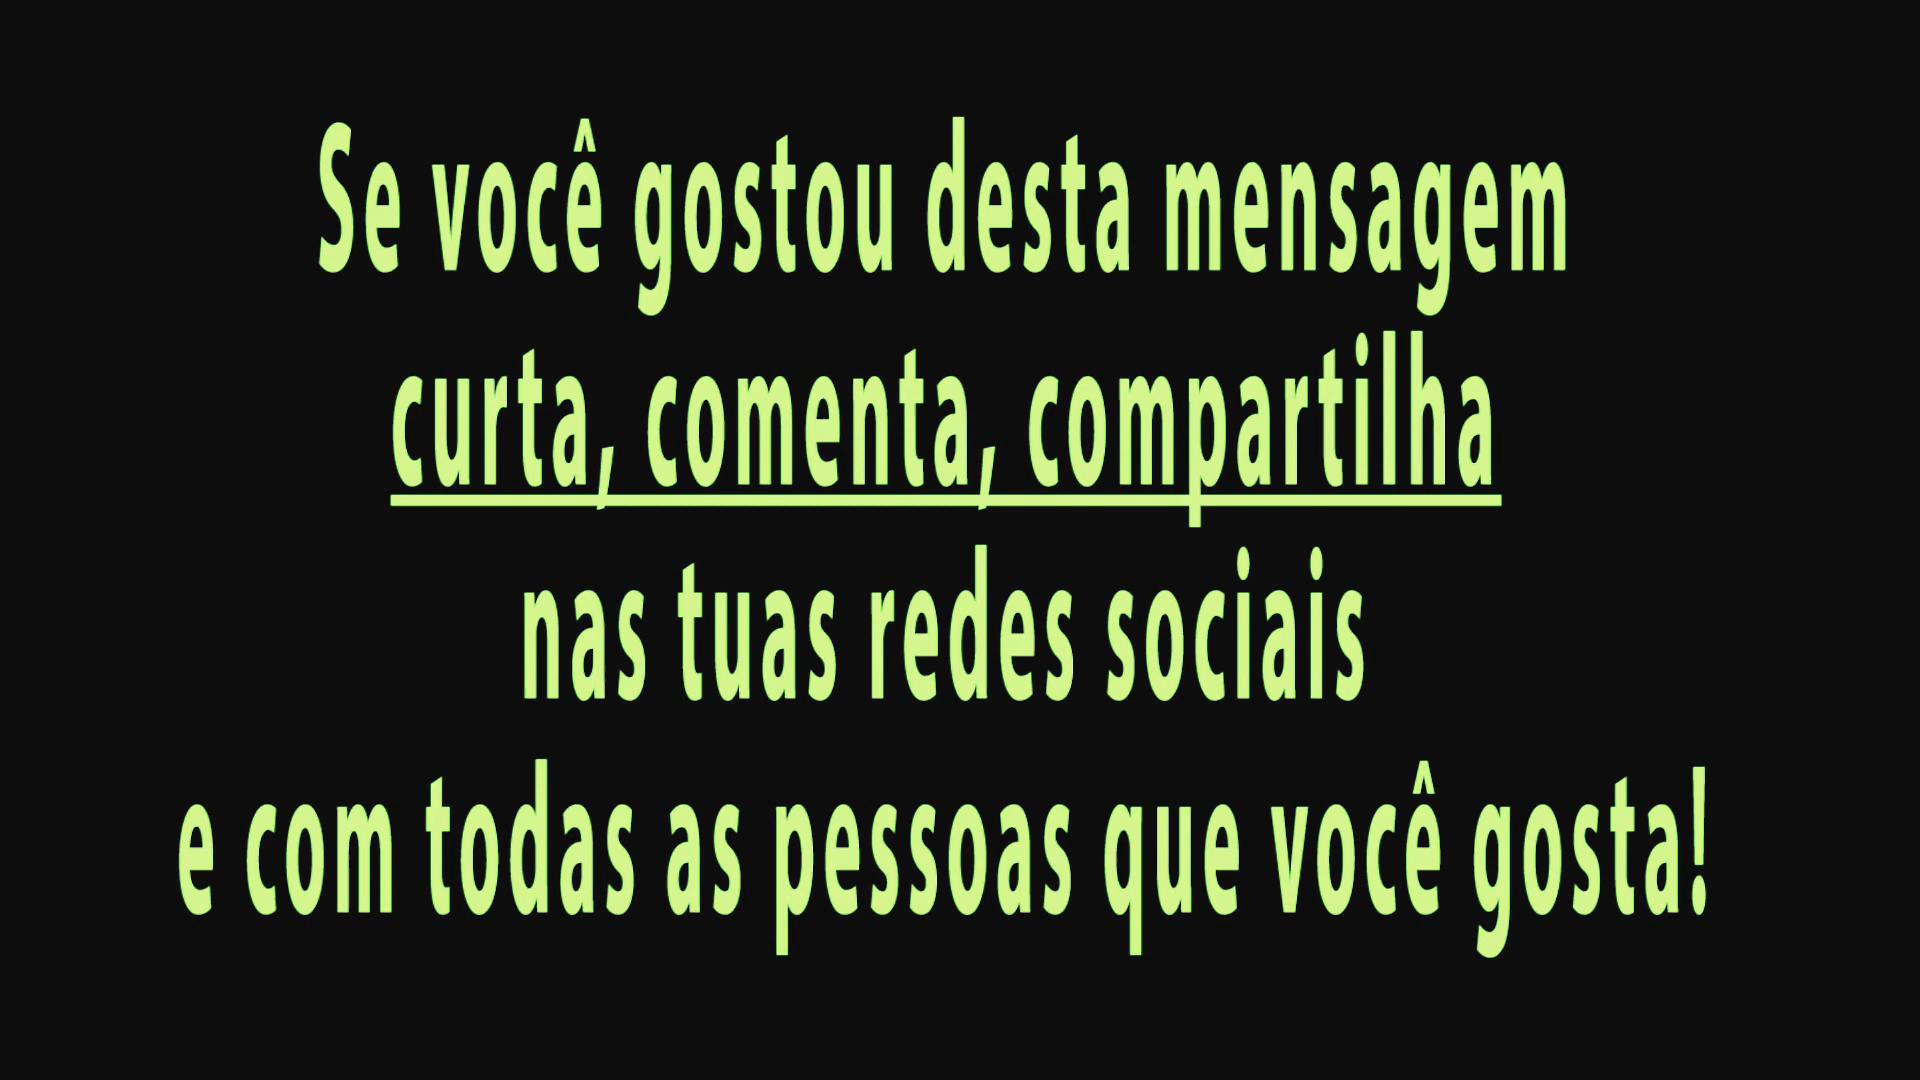 Se você gostou desta mensagem
curta, comenta, compartilha
nas tuas redes sociais
e com todas as pessoas que você gosta!